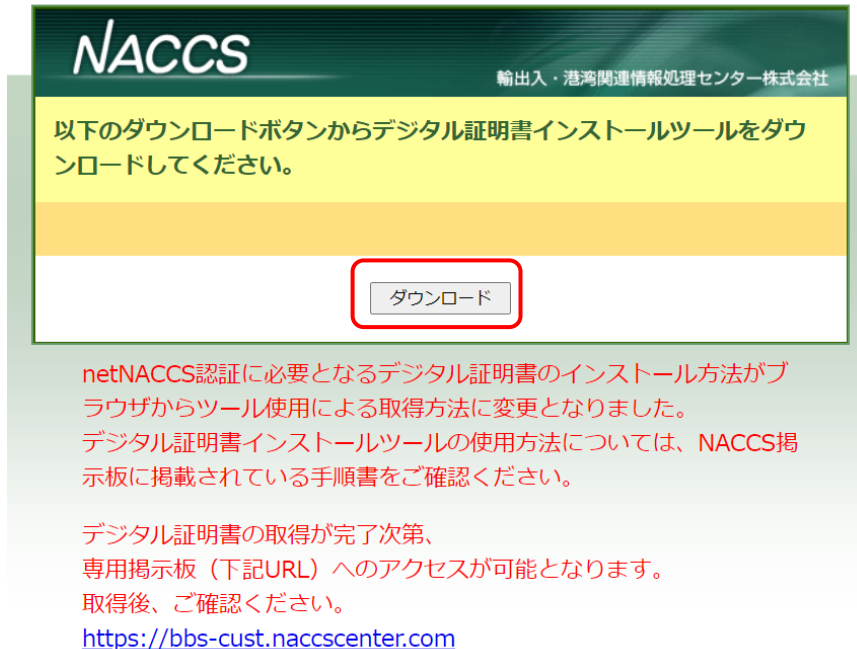 NACCS
輸出入・港湾関連情報処理センター株式会社
以下のダウンロードボタンからデジタル証明書インストールツールをダウ
ンロードしてください。
ダウンロード
netNACCS認証に必要となるデジタル証明書のインストール方法がブ
ラウザからツール使用による取得方法に変更となりました。
デジタル証明書インストールツールの使用方法については、NACCS掲
示板に掲載されている手順書をご確認ください。
デジタル証明書の取得が完了次第、
専用掲示板（下記URL）へのアクセスが可能となります。
取得後、ご確認ください。
https://bbs-cust.naccscenter.com